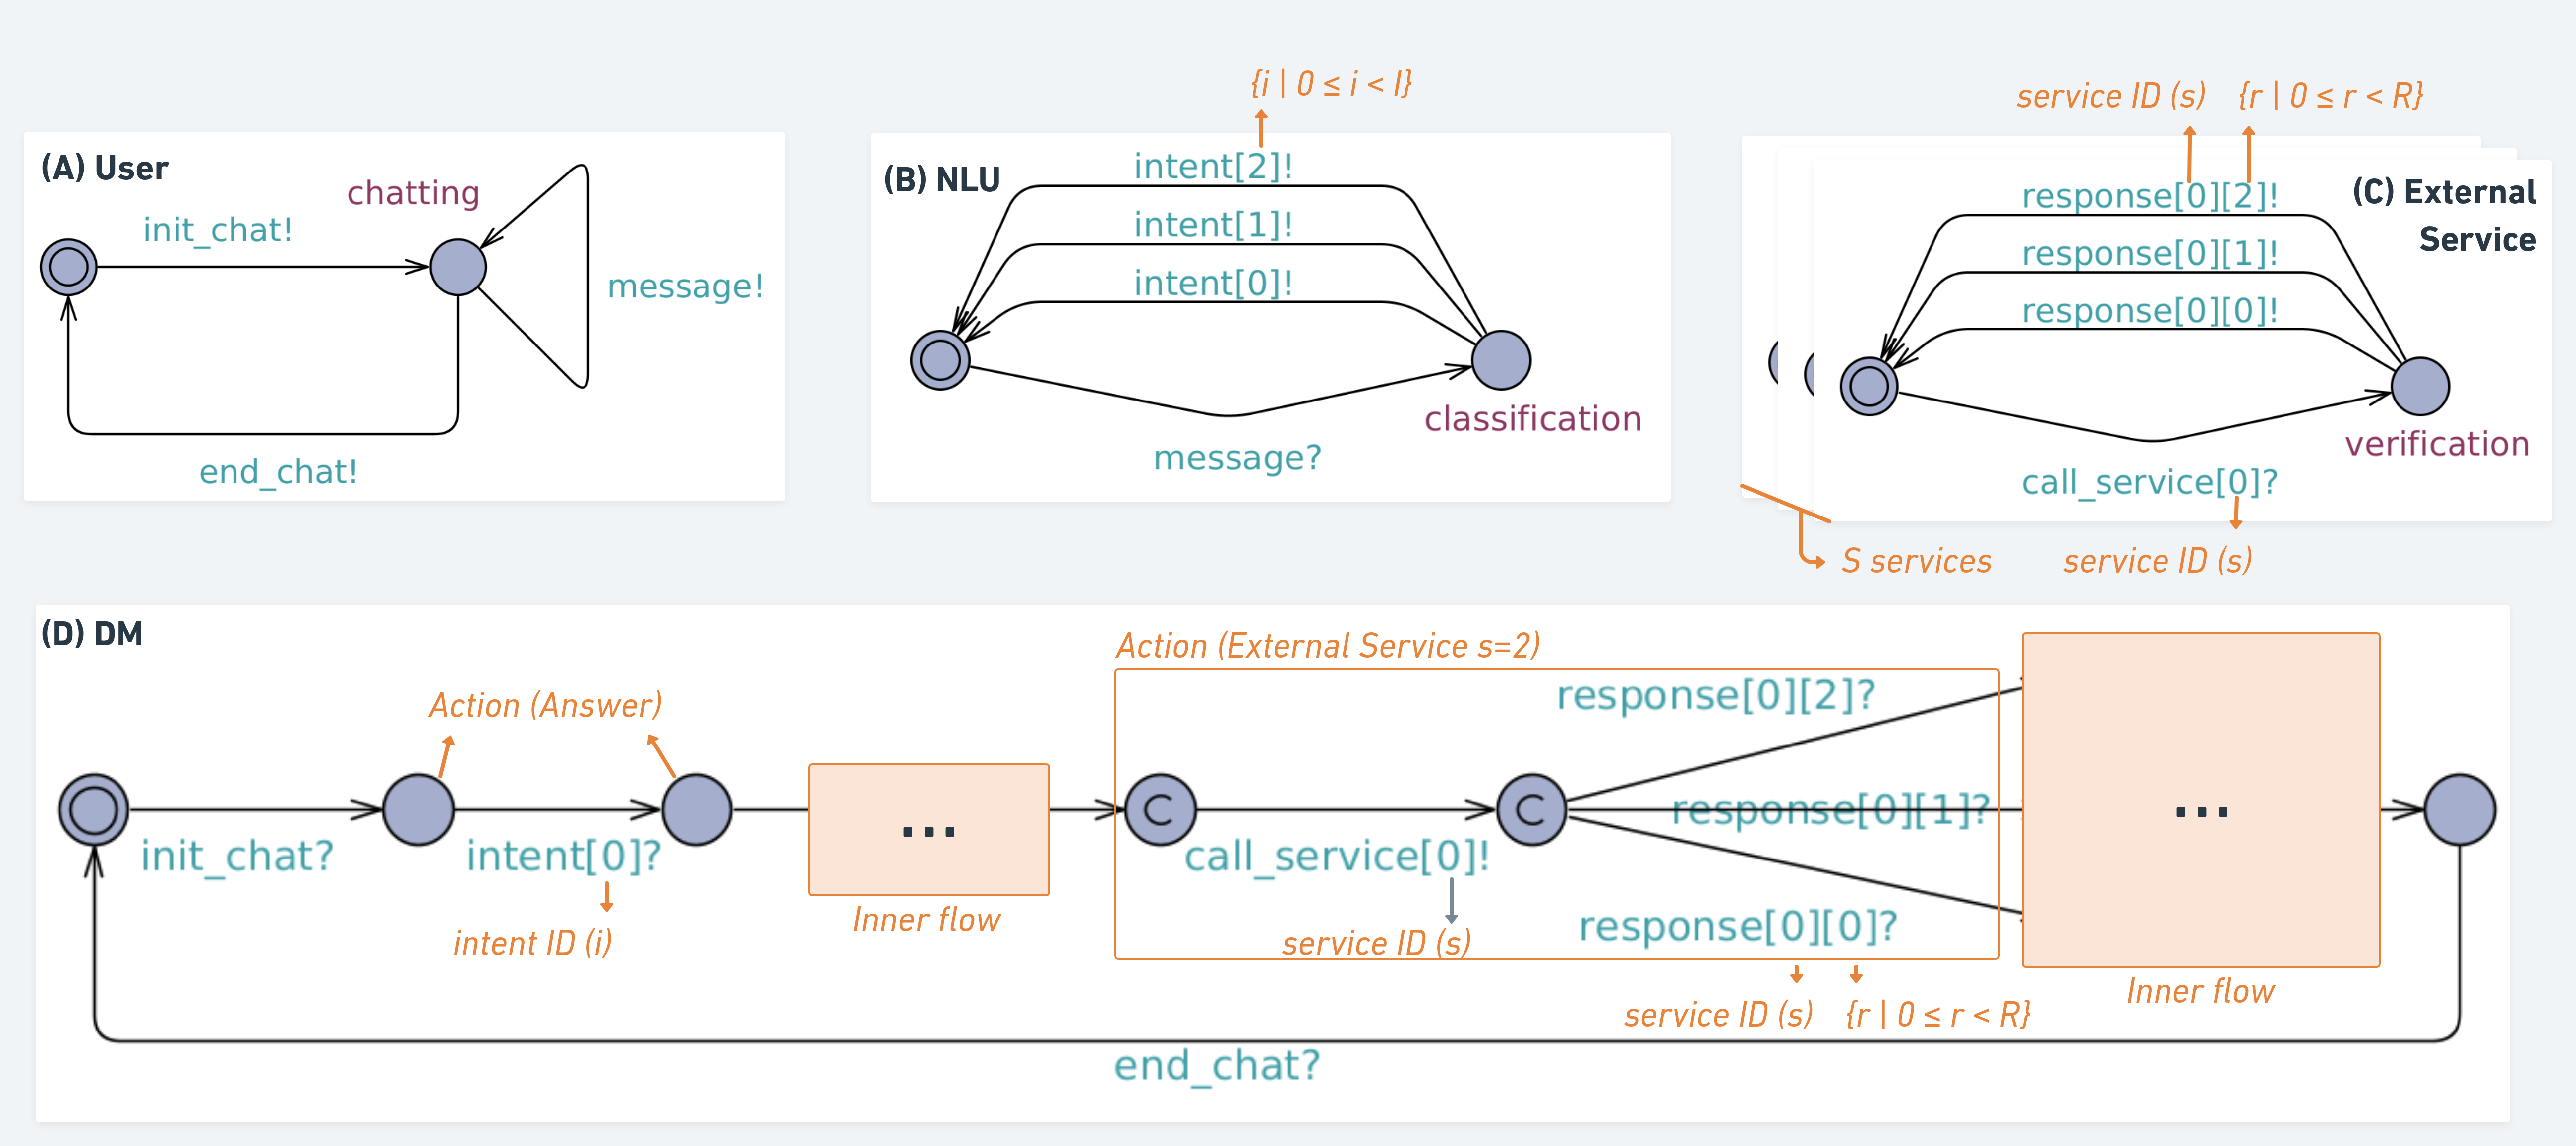 (A) User
chatting
init_chat!
message!
end_chat!
{i | 0 ≤ i < I}
(B) NLU
intent[2]!
intent[1]!
intent[0]!
classification
message?
service ID (s) {r | 0 ≤ r < R}
(C) External
Service
response[0][2]!
response[0][1]!
response[0][0]!
verification
call_service[0]?
S services
service ID (s)
(D) DM
Action (Answer)
init_chat?
intent[0]?
intent ID (i)
...
Inner flow
Action (External Service s=2)
C
call_service[0]!
service ID (s)
C
response[0][2]?
response[0][1]?
response[0][0]?
service ID (s) {r | 0 ≤ r < R}
...
Inner flow
end_chat?